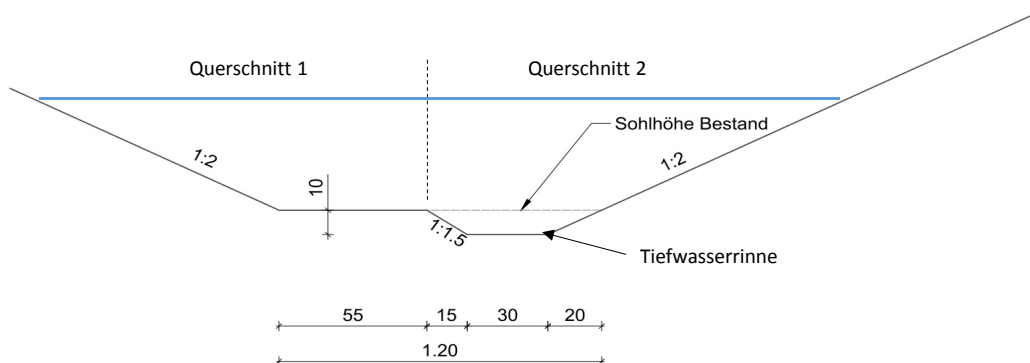 Querschnitt 1
Querschnitt 2
Sohlhöhe Bestand
1:2
1:2
10
1:1.5
Tiefwasserrinne
55
15
30
20
1.20